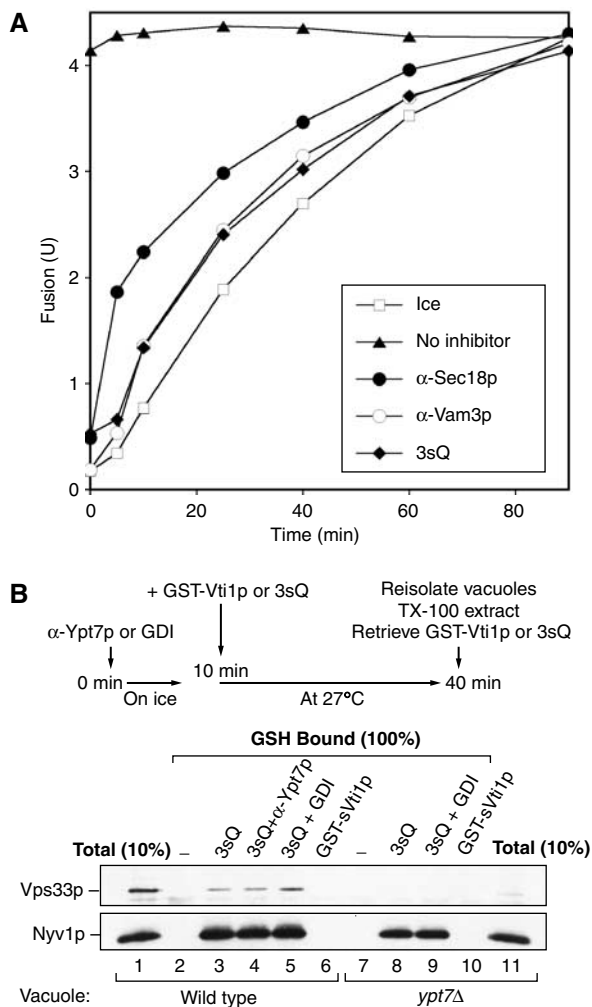 A
Fusion (U)
4
3
2
1
0
0 20 40 60 80
Time (min)
Ice
No inhibitor
α-Sec18p
α-Vam3p
3sQ
B
+ GST-Vti1p or 3sQ
α-Ypt7p or GDI
Reisolate vacuoles
TX-100 extract
Retrieve GST-Vti1p or 3sQ
0 min
On ice
10 min
At 27°C
40 min
GSH Bound (100%)
Total (10%)
–
3sQ
3sQ+α-Ypt7p
3sQ + GDI
GST-sVti1p
–
3sQ
3sQ + GDI
GST-sVti1p
Total (10%)
Vps33p
Nyv1p
1 2 3 4 5 6 7 8 9 10 11
Vacuole: Wild type ypt7Δ